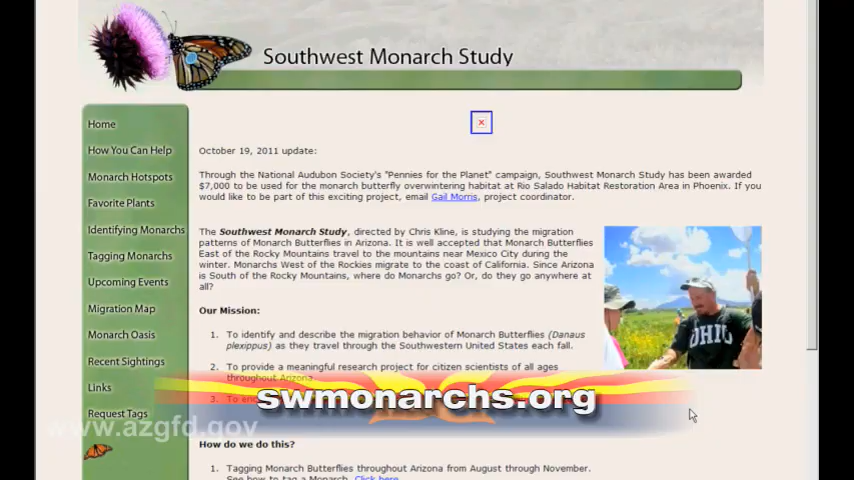 Southwest Monarch Study
Home
How You Can Help
Monarch Hotspots
Favorite Plants
Identifying Monarchs
Tagging Monarchs
Upcoming Events
Migration Map
Monarch Oasis
Recent Sightings
Links
Request Tags
October 19, 2011 update:
Through the National Audubon Society's "Pennies for the Planet" campaign, Southwest Monarch Study has been awarded
$7,000 to be used for the monarch butterfly overwintering habitat at Rio Salado Habitat Restoration Area in Phoenix. If you
would like to be part of this exciting project, email Gail Morris, project coordinator.
The Southwest Monarch Study, directed by Chris Kline, is studying the migration
patterns of Monarch Butterflies in Arizona. It is well accepted that Monarch Butterflies
East of the Rocky Mountains travel to the mountains near Mexico City during the
winter. Monarchs West of the Rockies migrate to the coast of California. Since Arizona
is South of the Rocky Mountains, where do Monarchs go? Or, do they go anywhere at
all?
OHIO
Our Mission:
1. To identify and describe the migration behavior of Monarch Butterflies (Danaus
plexippus) as they travel through the Southwestern United States each fall.
2. To provide a meaningful research project for citizen scientists of all ages
throughout Arizona.
3. To
swmonarchs.org
www.azgfd.gov
How do we do this?
1. Tagging Monarch Butterflies throughout Arizona from August through November.
See how to tag a Monarch. Click here.